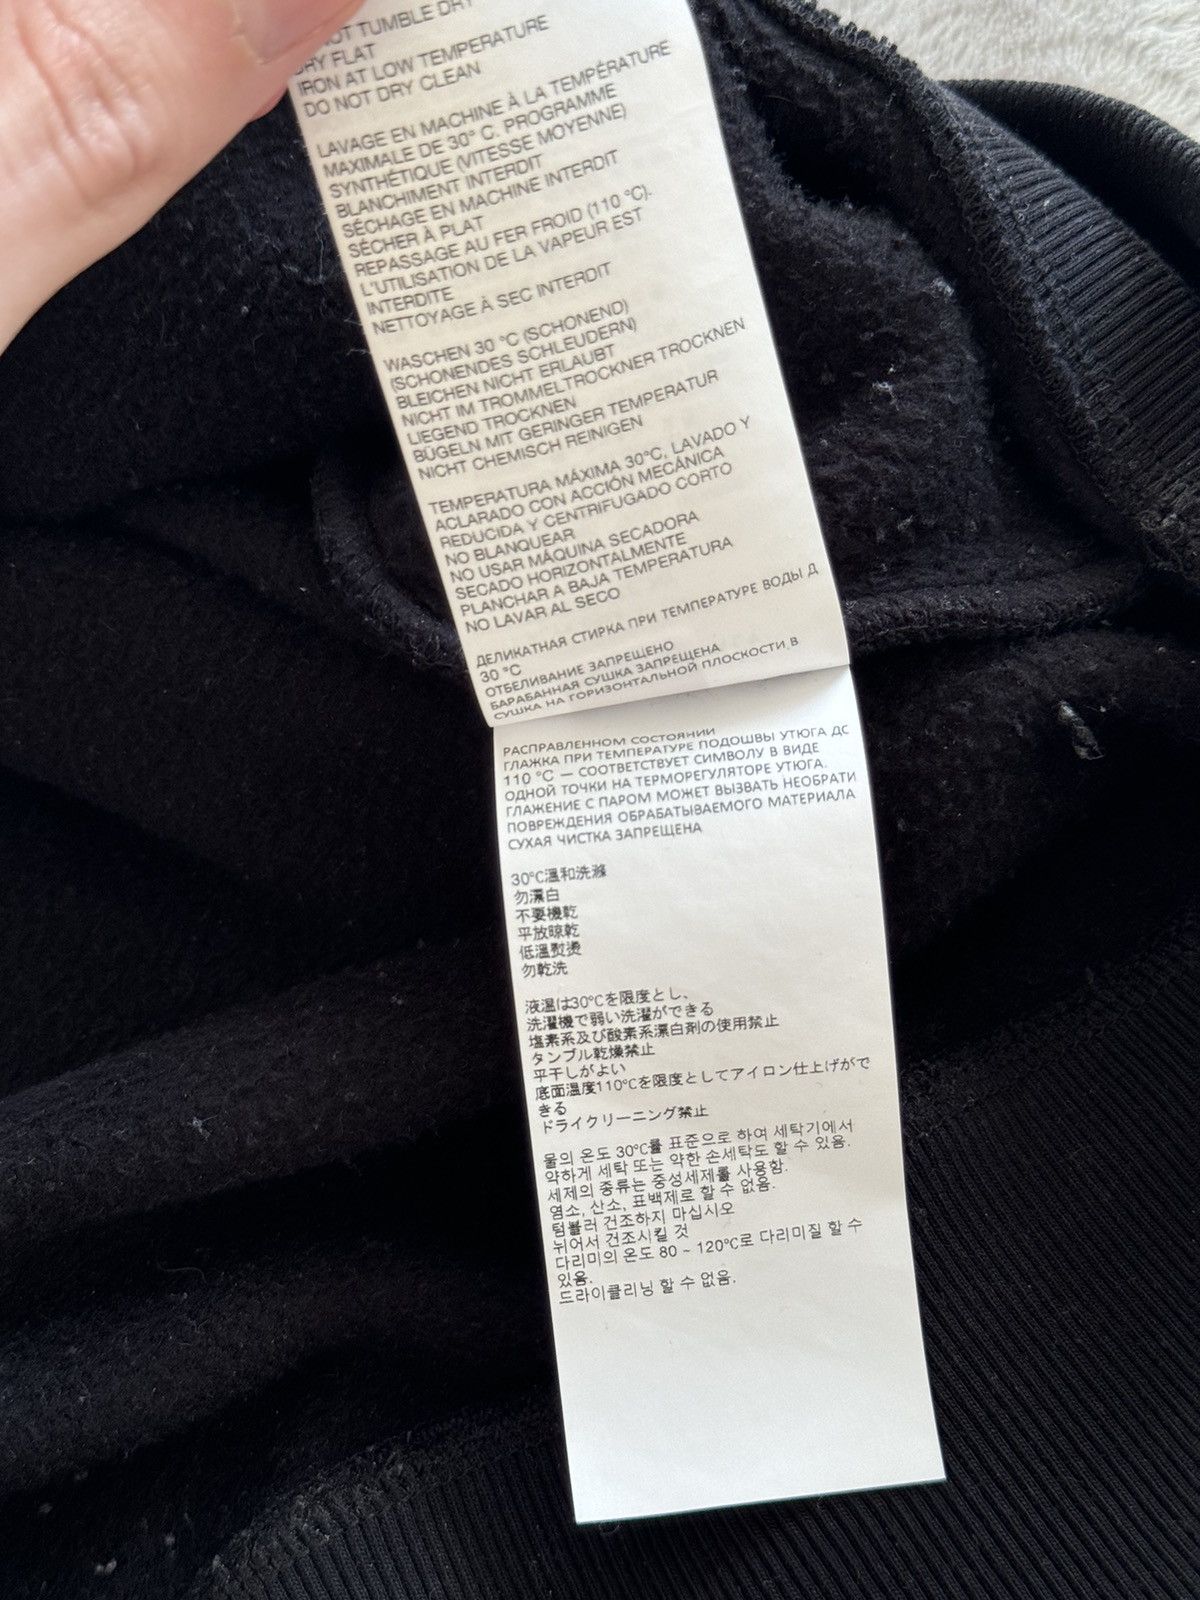 NOT TUMBLE DRY
DRY FLAT
IRON AT LOW TEMPERATURE
DO NOT DRY CLEAN
LAVAGE EN MACHINE À LA TEMPÉRATURE
MAXIMALE DE 30° C. PROGRAMME
SYNTHÉTIQUE (VITESSE MOYENNE)
BLANCHIMENT INTERDIT
SÉCHAGE EN MACHINE INTERDIT
SÉCHER À PLAT
REPASSAGE AU FER FROID (110 °C).
L'UTILISATION DE LA VAPEUR EST
INTERDITE
NETTOYAGE À SEC INTERDIT
WASCHEN 30 °C (SCHONEND)
(SCHONENDES SCHLEUDERN)
BLEICHEN NICHT ERLAUBT
NICHT IM TROMMELTROCKNER TROCKNEN
LIEGEND TROCKNEN
BÜGELN MIT GERINGER TEMPERATUR
NICHT CHEMISCH REINIGEN
TEMPERATURA MÁXIMA 30°C, LAVADO Y
ACLARADO CON ACCIÓN MECÁNICA
REDUCIDA Y CENTRIFUGADO CORTO
NO BLANQUEAR
NO USAR MÁQUINA SECADORA
SECADO HORIZONTALMENTE
PLANCHAR A BAJA TEMPERATURA
NO LAVAR AL SECO
ДЕЛИКАТНАЯ СТИРКА ПРИ ТЕМПЕРАТУРЕ ВОДЫ Д
30 °C
ОТБЕЛИВАНИЕ ЗАПРЕЩЕНО
БАРАБАННАЯ СУШКА ЗАПРЕЩЕНА
СУШКА НА ГОРИЗОНТАЛЬНОЙ ПЛОСКОСТИ В
РАСПРАВЛЕННОМ СОСТОЯНИИ
ГЛАЖКА ПРИ ТЕМПЕРАТУРЕ ПОДОШВЫ УТЮГА ДО
110 °C — СООТВЕТСТВУЕТ СИМВОЛУ В ВИДЕ
ОДНОЙ ТОЧКИ НА ТЕРМОРЕГУЛЯТОРЕ УТЮГА.
ГЛАЖЕНИЕ С ПАРОМ МОЖЕТ ВЫЗВАТЬ НЕОБРАТИ
ПОВРЕЖДЕНИЯ ОБРАБАТЫВАЕМОГО МАТЕРИАЛА
СУХАЯ ЧИСТКА ЗАПРЕЩЕНА
30°C溫和洗滌
勿漂白
不要機乾
平放晾乾
低溫熨燙
勿乾洗
液温は30℃を限度とし、
洗濯機で弱い洗濯ができる
塩素系及び酸素系漂白剤の使用禁止
タンブル乾燥禁止
平干しがよい
底面温度110℃を限度としてアイロン仕上げがで
きる
ドライクリーニング禁止
물의 온도 30℃를 표준으로 하여 세탁기에서
약하게 세탁 또는 약한 손세탁도 할 수 있음.
세제의 종류는 중성세제를 사용함.
염소, 산소, 표백제로 할 수 없음.
텀블러 건조하지 마십시오
뉘어서 건조시킬 것
다리미의 온도 80 ~ 120℃로 다리미질 할 수
있음.
드라이클리닝 할 수 없음.